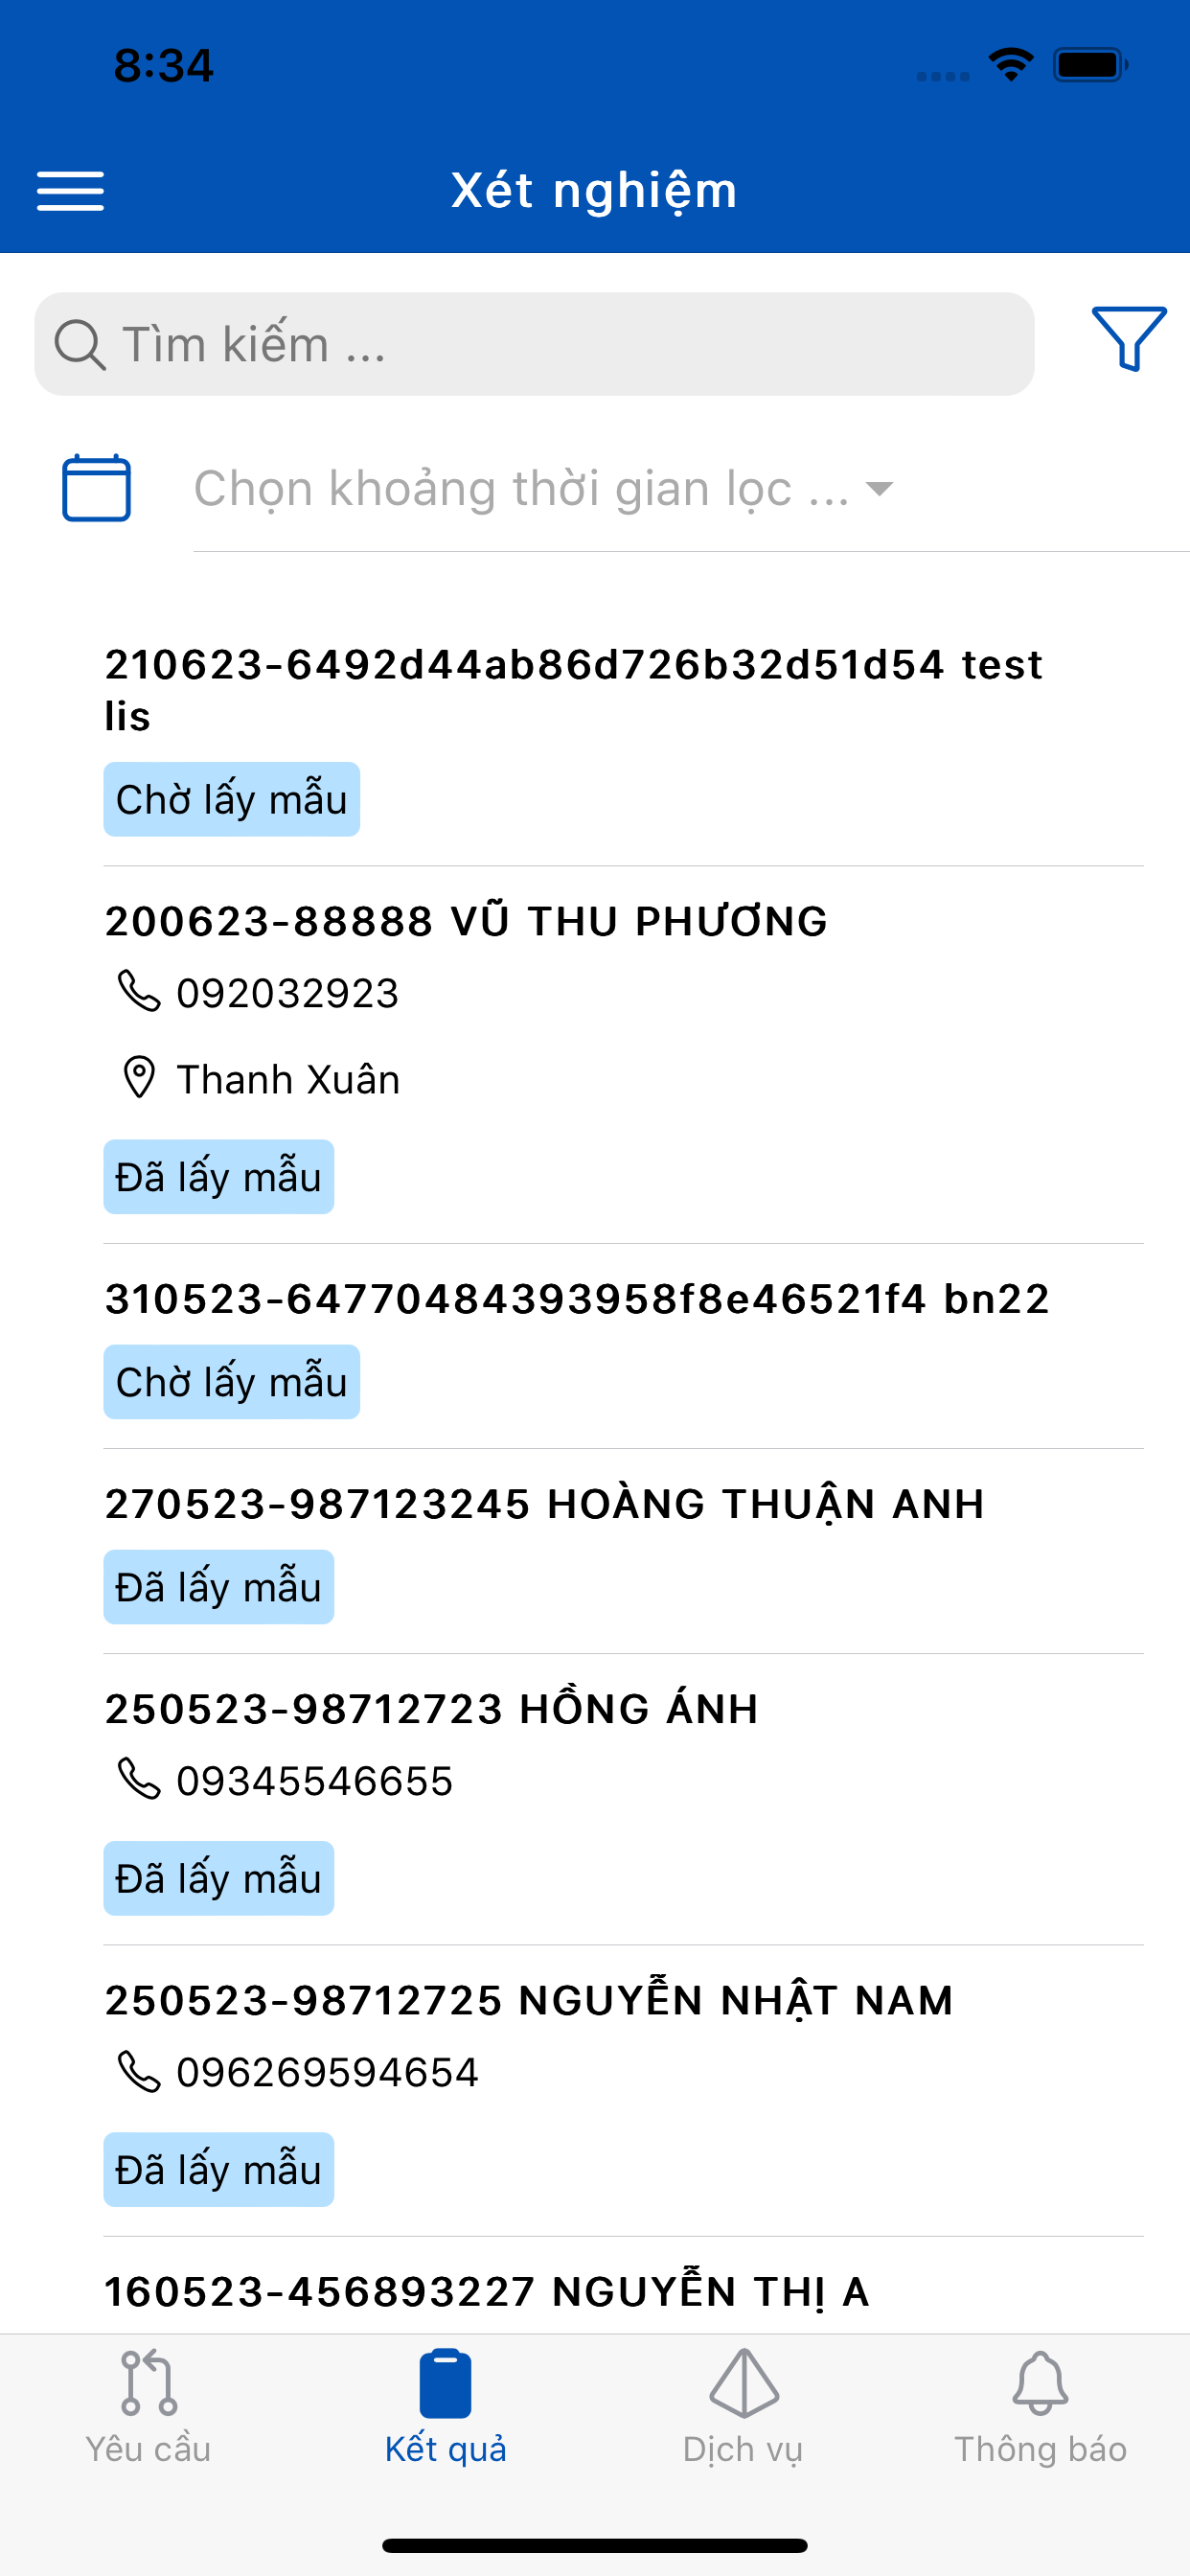 8:34
Xét nghiệm
Tìm kiếm ...
Chọn khoảng thời gian lọc ...
210623-6492d44ab86d726b32d51d54 test
lis
Chờ lấy mẫu
200623-88888 VŨ THU PHƯƠNG
092032923
Thanh Xuân
Đã lấy mẫu
310523-64770484393958f8e46521f4 bn22
Chờ lấy mẫu
270523-987123245 HOÀNG THUẬN ANH
Đã lấy mẫu
250523-98712723 HỒNG ÁNH
09345546655
Đã lấy mẫu
250523-98712725 NGUYỄN NHẬT NAM
096269594654
Đã lấy mẫu
160523-456893227 NGUYỄN THỊ A
Yêu cầu Kết quả Dịch vụ Thông báo